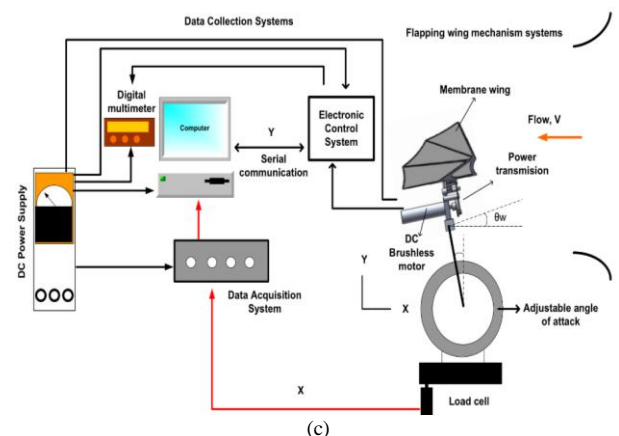 Data Collection Systems
Flapping wing mechanism systems
Digital
multimeter
Computer
Y
Serial
communication
Electronic
Control
System
Membrane wing
Flow, V
Power
transmision
θw
DC
Brushless
motor
DC Power Supply
Data Acquisition
System
Y
X
Adjustable angle
of attack
X
Load cell
(c)